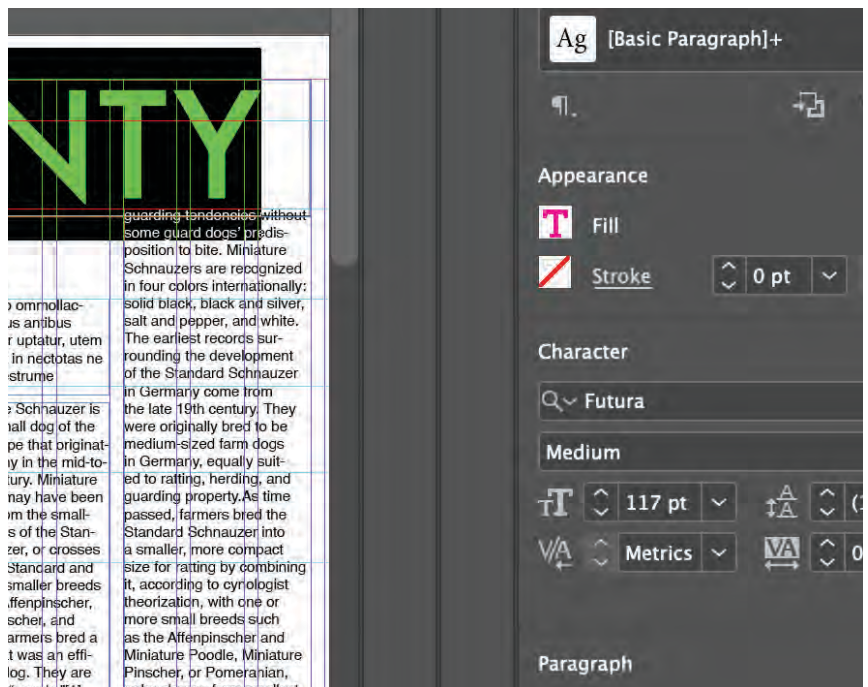 NTY
ommollac-
us antibus
r uptatur, utem
in nectotas ne
estrume
e Schnauzer is
all dog of the
pe that originat-
y in the mid-to-
tury. Miniature
may have been
om the small-
s of the Stan-
zer, or crosses
Standard and
smaller breeds
ffenpinscher,
scher, and
armers bred a
t was an effi-
log. They are
guarding tendencies without
some guard dogs' predis-
position to bite. Miniature
Schnauzers are recognized
in four colors internationally:
solid black, black and silver,
salt and pepper, and white.
The earliest records sur-
rounding the development
of the Standard Schnauzer
in Germany come from
the late 19th century. They
were originally bred to be
medium-sized farm dogs
in Germany, equally suit-
ed to ratting, herding, and
guarding property.As time
passed, farmers bred the
Standard Schnauzer into
a smaller, more compact
size for ratting by combining
it, according to cynologist
theorization, with one or
more small breeds such
as the Affenpinscher and
Miniature Poodle, Miniature
Pinscher, or Pomeranian,
Ag [Basic Paragraph]+
Appearance
T Fill
Stroke 0 pt
Character
Futura
Medium
117 pt
Metrics 0
Paragraph